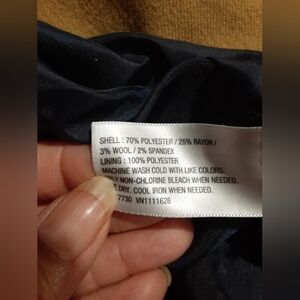 SHELL : 70% POLYESTER / 25% RAYON /
3% WOOL / 2% SPANDEX
LINING : 100% POLYESTER
MACHINE WASH COLD WITH LIKE COLORS.
NON-CHLORINE BLEACH WHEN NEEDED.
DRY. COOL IRON WHEN NEEDED.
7730 VN1111626